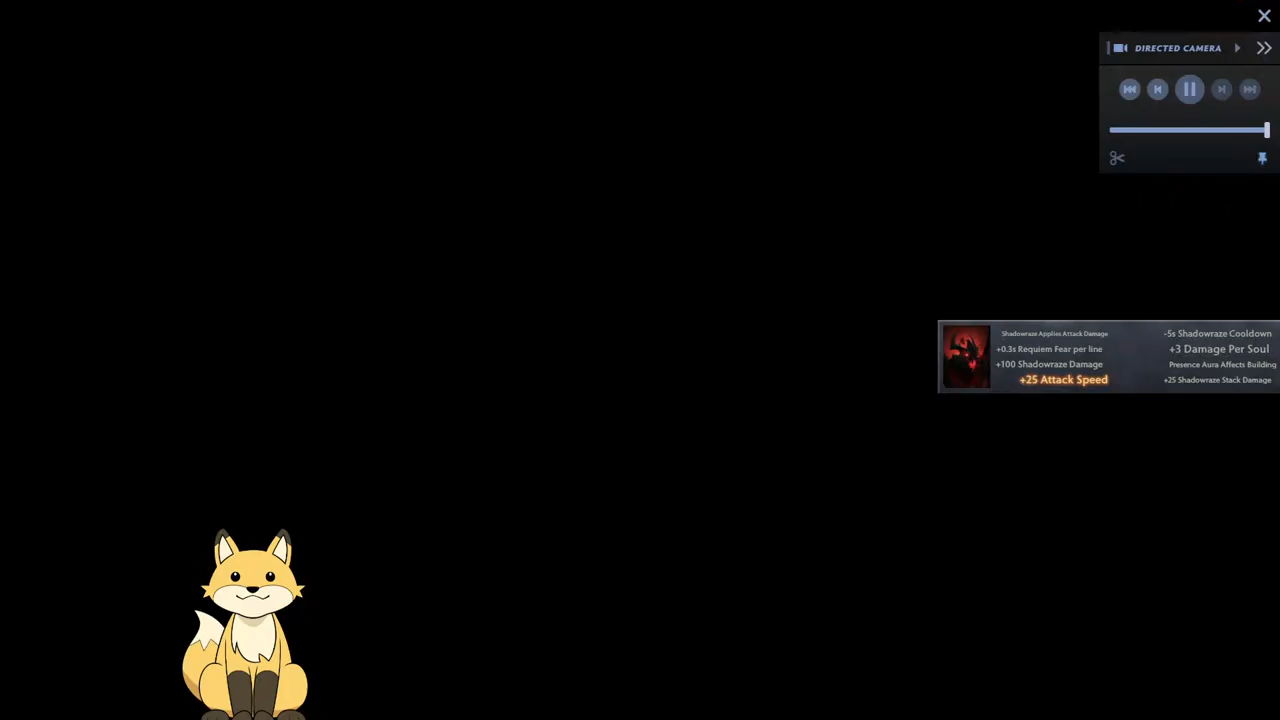 DIRECTED CAMERA
Shadowraze Applies Attack Damage
-5s Shadowraze Cooldown
+0.3s Requiem Fear per line
+3 Damage Per Soul
+100 Shadowraze Damage
Presence Aura Affects Building
+25 Attack Speed
+25 Shadowraze Stack Damage